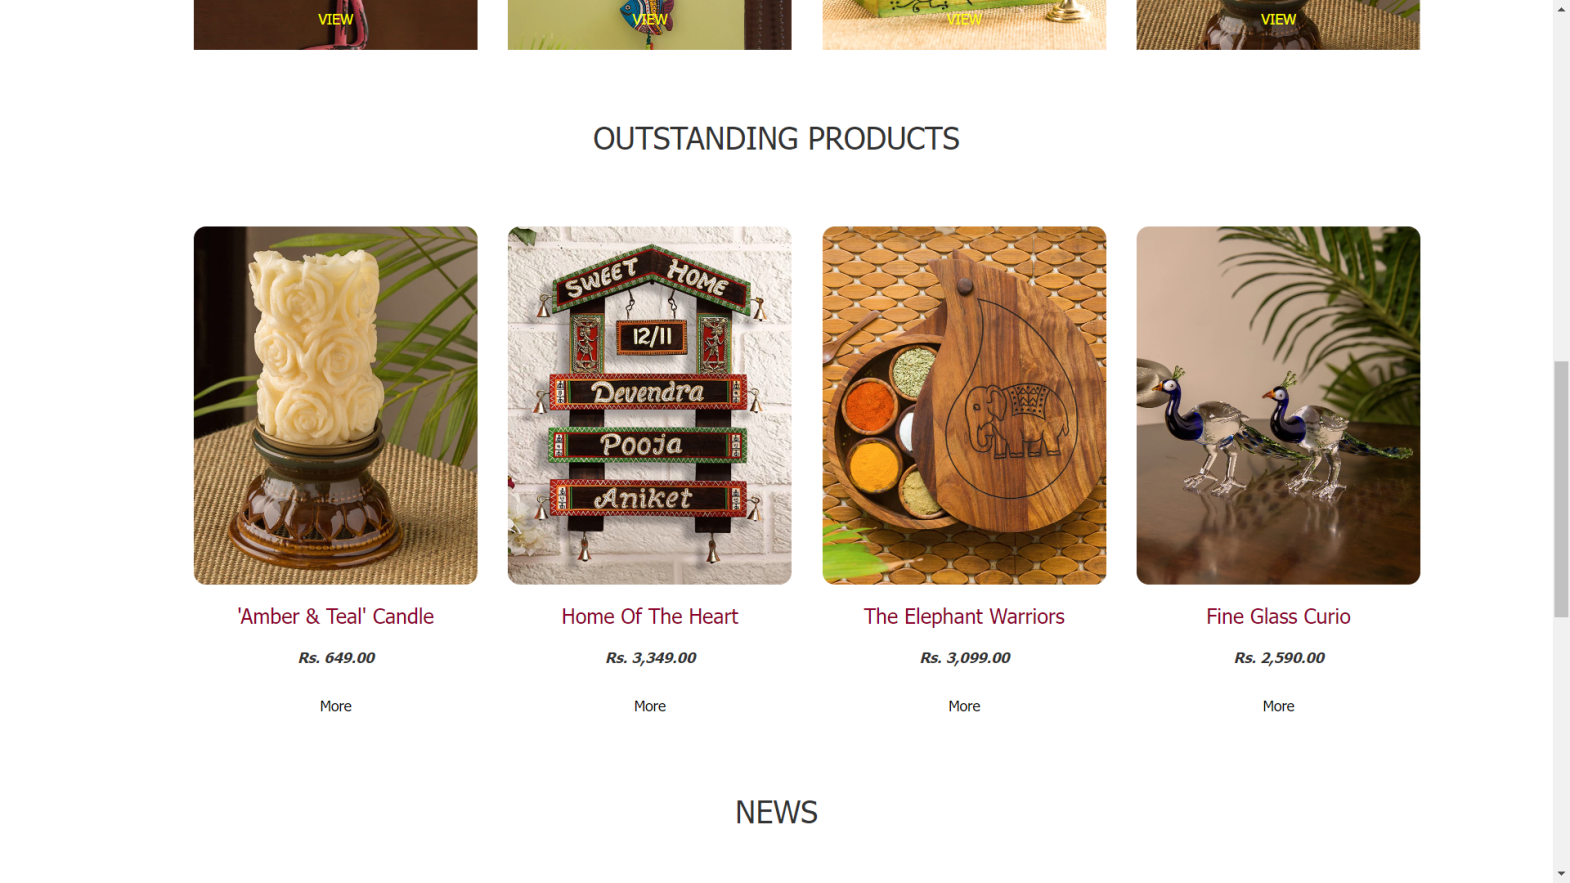 VIEW
VIEW
VIEW
VIEW
OUTSTANDING PRODUCTS
SWEET HOME
12/11
Devendra
Pooja
Aniket
'Amber & Teal' Candle
Home Of The Heart
The Elephant Warriors
Fine Glass Curio
Rs. 649.00
Rs. 3,349.00
Rs. 3,099.00
Rs. 2,590.00
More
More
More
More
NEWS